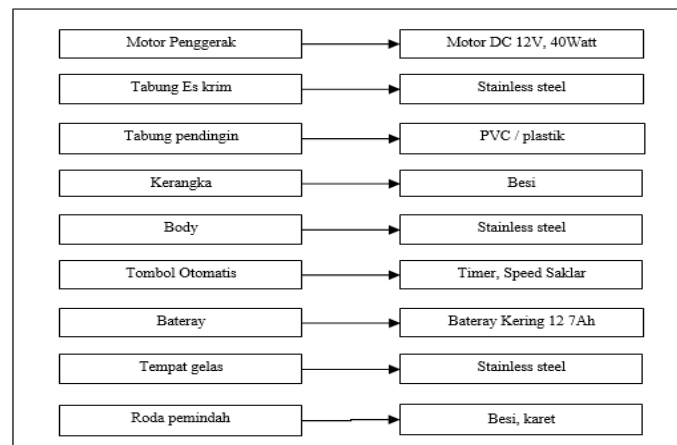 Motor Penggerak Motor DC 12V, 40Watt
Tabung Es krim Stainless steel
Tabung pendingin PVC / plastik
Kerangka Besi
Body Stainless steel
Tombol Otomatis Timer, Speed Saklar
Bateray Bateray Kering 12 7Ah
Tempat gelas Stainless steel
Roda pemindah Besi, karet